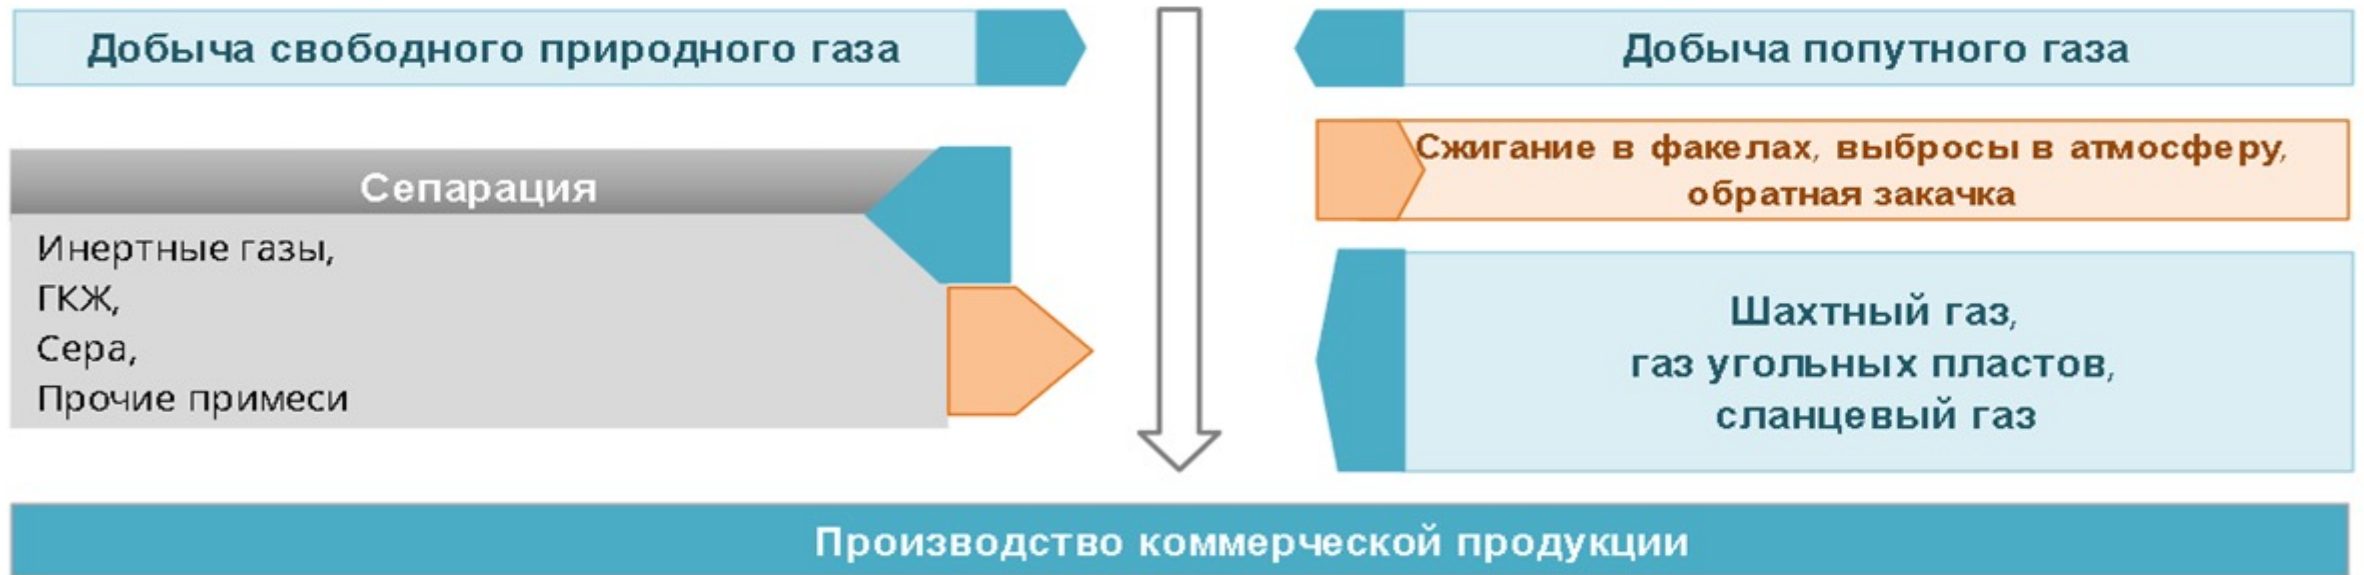 Добыча свободного природного газа
Добыча попутного газа
Сжигание в факелах, выбросы в атмосферу,
обратная закачка
Сепарация
Инертные газы,
ГКЖ,
Сера,
Прочие примеси
Шахтный газ,
газ угольных пластов,
сланцевый газ
Производство коммерческой продукции